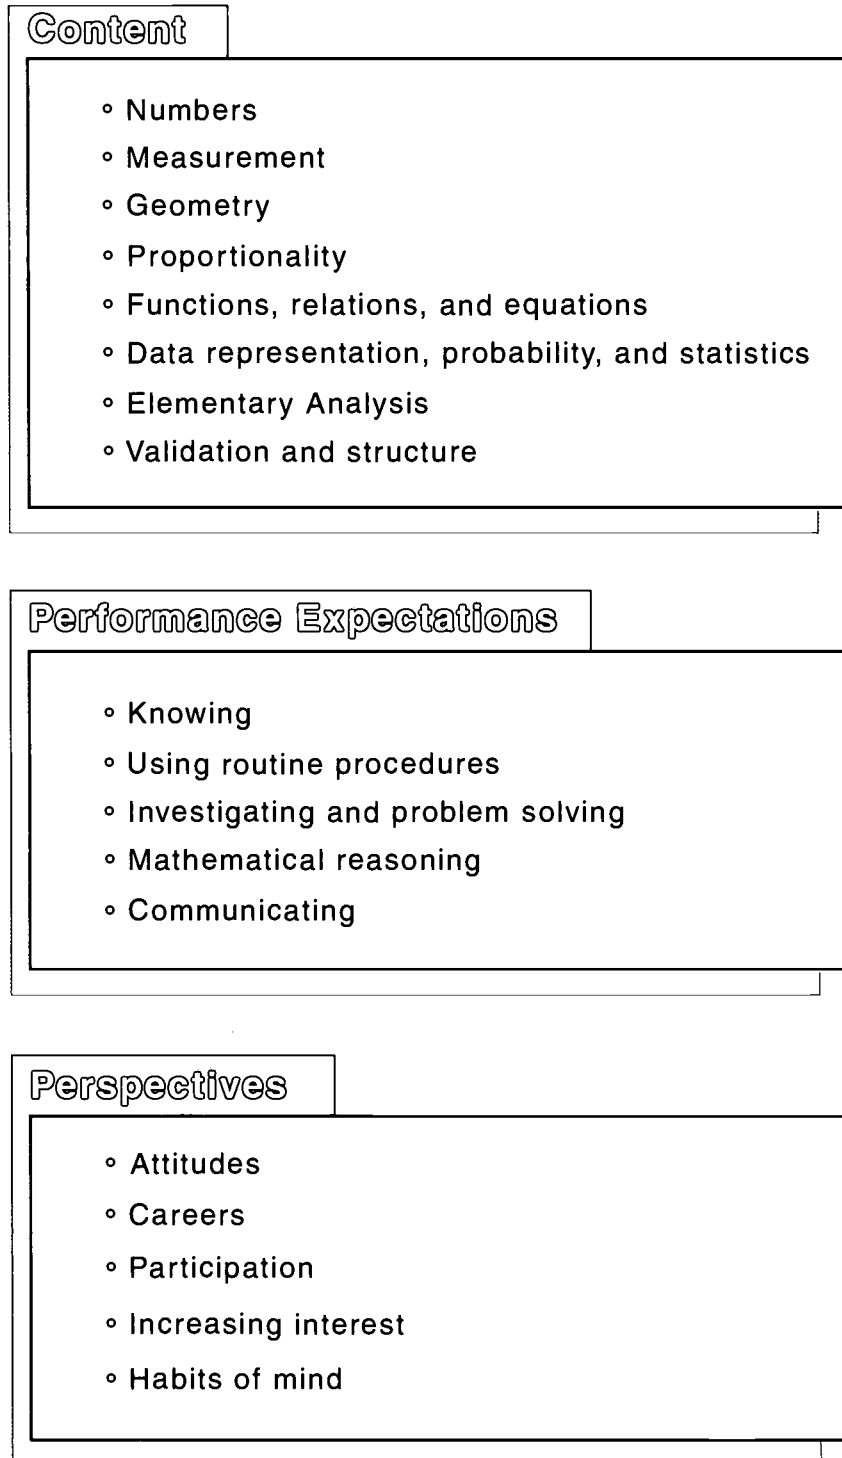 Content
° Numbers
° Measurement
° Geometry
° Proportionality
° Functions, relations, and equations
° Data representation, probability, and statistics
° Elementary Analysis
° Validation and structure
Performance Expectations
° Knowing
° Using routine procedures
° Investigating and problem solving
° Mathematical reasoning
° Communicating
Perspectives
° Attitudes
° Careers
° Participation
° Increasing interest
° Habits of mind